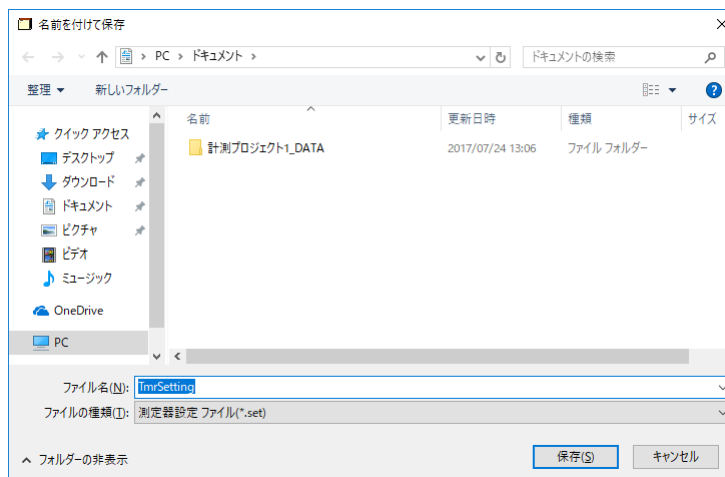 名前を付けて保存
PC › ドキュメント ›
ドキュメントの検索
整理
新しいフォルダー
名前
更新日時
種類
サイズ
クイック アクセス
デスクトップ
ダウンロード
ドキュメント
ピクチャ
ビデオ
ミュージック
OneDrive
PC
計測プロジェクト1_DATA
2017/07/24 13:06
ファイル フォルダー
ファイル名(N):
TmrSetting
ファイルの種類(T):
測定器設定 ファイル(*.set)
フォルダーの非表示
保存(S)
キャンセル